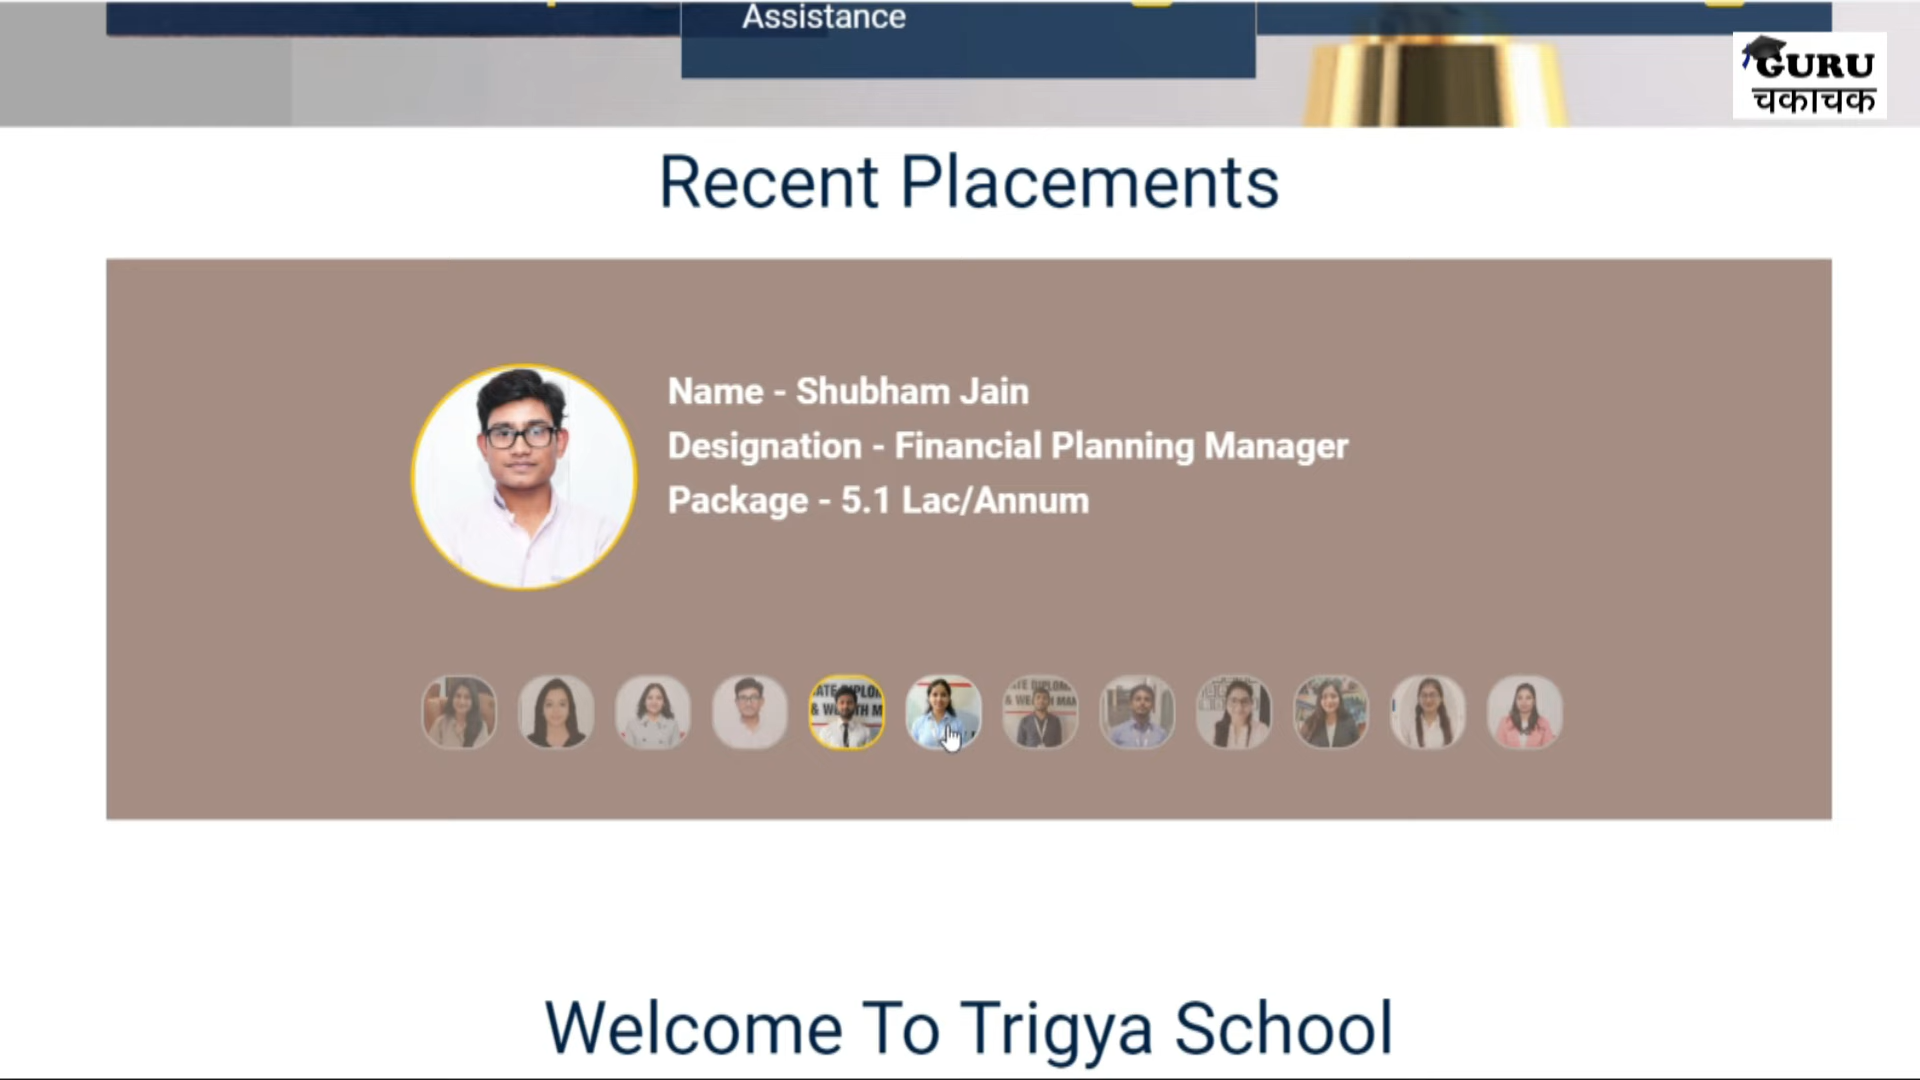 Assistance
GURU
चकाचक
Recent Placements
Name - Shubham Jain
Designation - Financial Planning Manager
Package - 5.1 Lac/Annum
Welcome To Trigya School